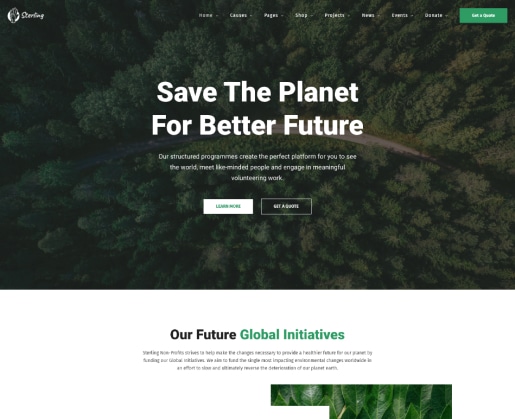 Sterling
Home Causes Pages Shop Projects News Events Donate Get a Quote
Save The Planet
For Better Future
Our structured programmes create the perfect platform for you to see
the world, meet like-minded people and engage in meaningful
volunteering work.
LEARN MORE GET A QUOTE
Our Future Global Initiatives
Sterling Non-Profits strives to help make the changes necessary to provide a healthier future for our planet by
funding our Global Initiatives. We aim to fund the single most impacting environmental changes worldwide in
an effort to slow and ultimately reverse the deterioration of our planet earth.